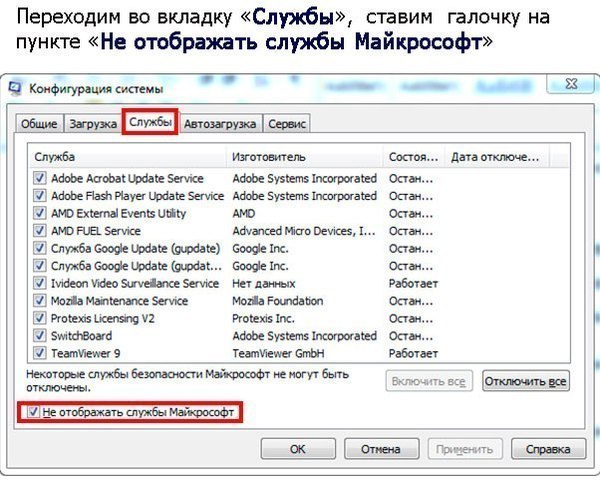 Переходим во вкладку «Службы», ставим галочку на
пункте «Не отображать службы Майкрософт»
Конфигурация системы
Общие Загрузка Службы Автозагрузка Сервис
Служба Изготовитель Состоя... Дата отключе...
Adobe Acrobat Update Service Adobe Systems Incorporated Остан...
Adobe Flash Player Update Service Adobe Systems Incorporated Остан...
AMD External Events Utility AMD Остан...
AMD FUEL Service Advanced Micro Devices, I... Остан...
Служба Google Update (gupdate) Google Inc. Остан...
Служба Google Update (gupdat... Google Inc. Остан...
Ivideon Video Surveillance Service Нет данных Работает
Mozilla Maintenance Service Mozilla Foundation Остан...
Protexis Licensing V2 Protexis Inc. Остан...
SwitchBoard Adobe Systems Incorporated Остан...
TeamViewer 9 TeamViewer GmbH Работает
Некоторые службы безопасности Майкрософт не могут быть
отключены.
Включить все Отключить все
Не отображать службы Майкрософт
ОК Отмена Применить Справка